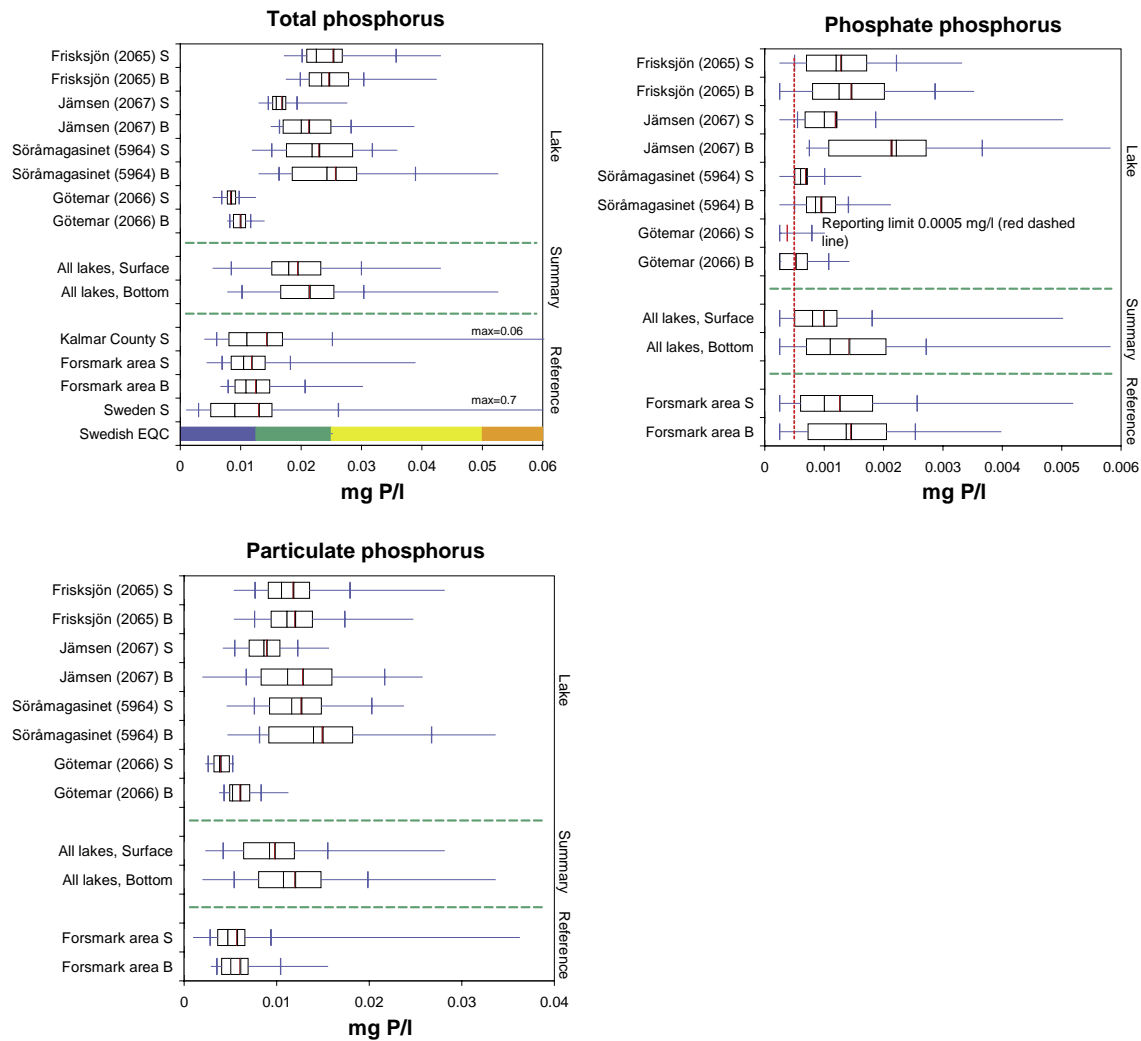 Total phosphorus
Frisksjön (2065) S
Frisksjön (2065) B
Jämsen (2067) S
Jämsen (2067) B
Söråmagasinet (5964) S
Söråmagasinet (5964) B
Götemar (2066) S
Götemar (2066) B
All lakes, Surface
All lakes, Bottom
Kalmar County S
Forsmark area S
Forsmark area B
Sweden S
Swedish EQC
max=0.06
max=0.7
Lake
Summary
Reference
0 0.01 0.02 0.03 0.04 0.05 0.06
mg P/l
Phosphate phosphorus
Frisksjön (2065) S
Frisksjön (2065) B
Jämsen (2067) S
Jämsen (2067) B
Söråmagasinet (5964) S
Söråmagasinet (5964) B
Götemar (2066) S
Götemar (2066) B
All lakes, Surface
All lakes, Bottom
Forsmark area S
Forsmark area B
Reporting limit 0.0005 mg/l (red dashed
line)
Lake
Summary
Reference
0 0.001 0.002 0.003 0.004 0.005 0.006
mg P/l
Particulate phosphorus
Frisksjön (2065) S
Frisksjön (2065) B
Jämsen (2067) S
Jämsen (2067) B
Söråmagasinet (5964) S
Söråmagasinet (5964) B
Götemar (2066) S
Götemar (2066) B
All lakes, Surface
All lakes, Bottom
Forsmark area S
Forsmark area B
Lake
Summary
Reference
0 0.01 0.02 0.03 0.04
mg P/l